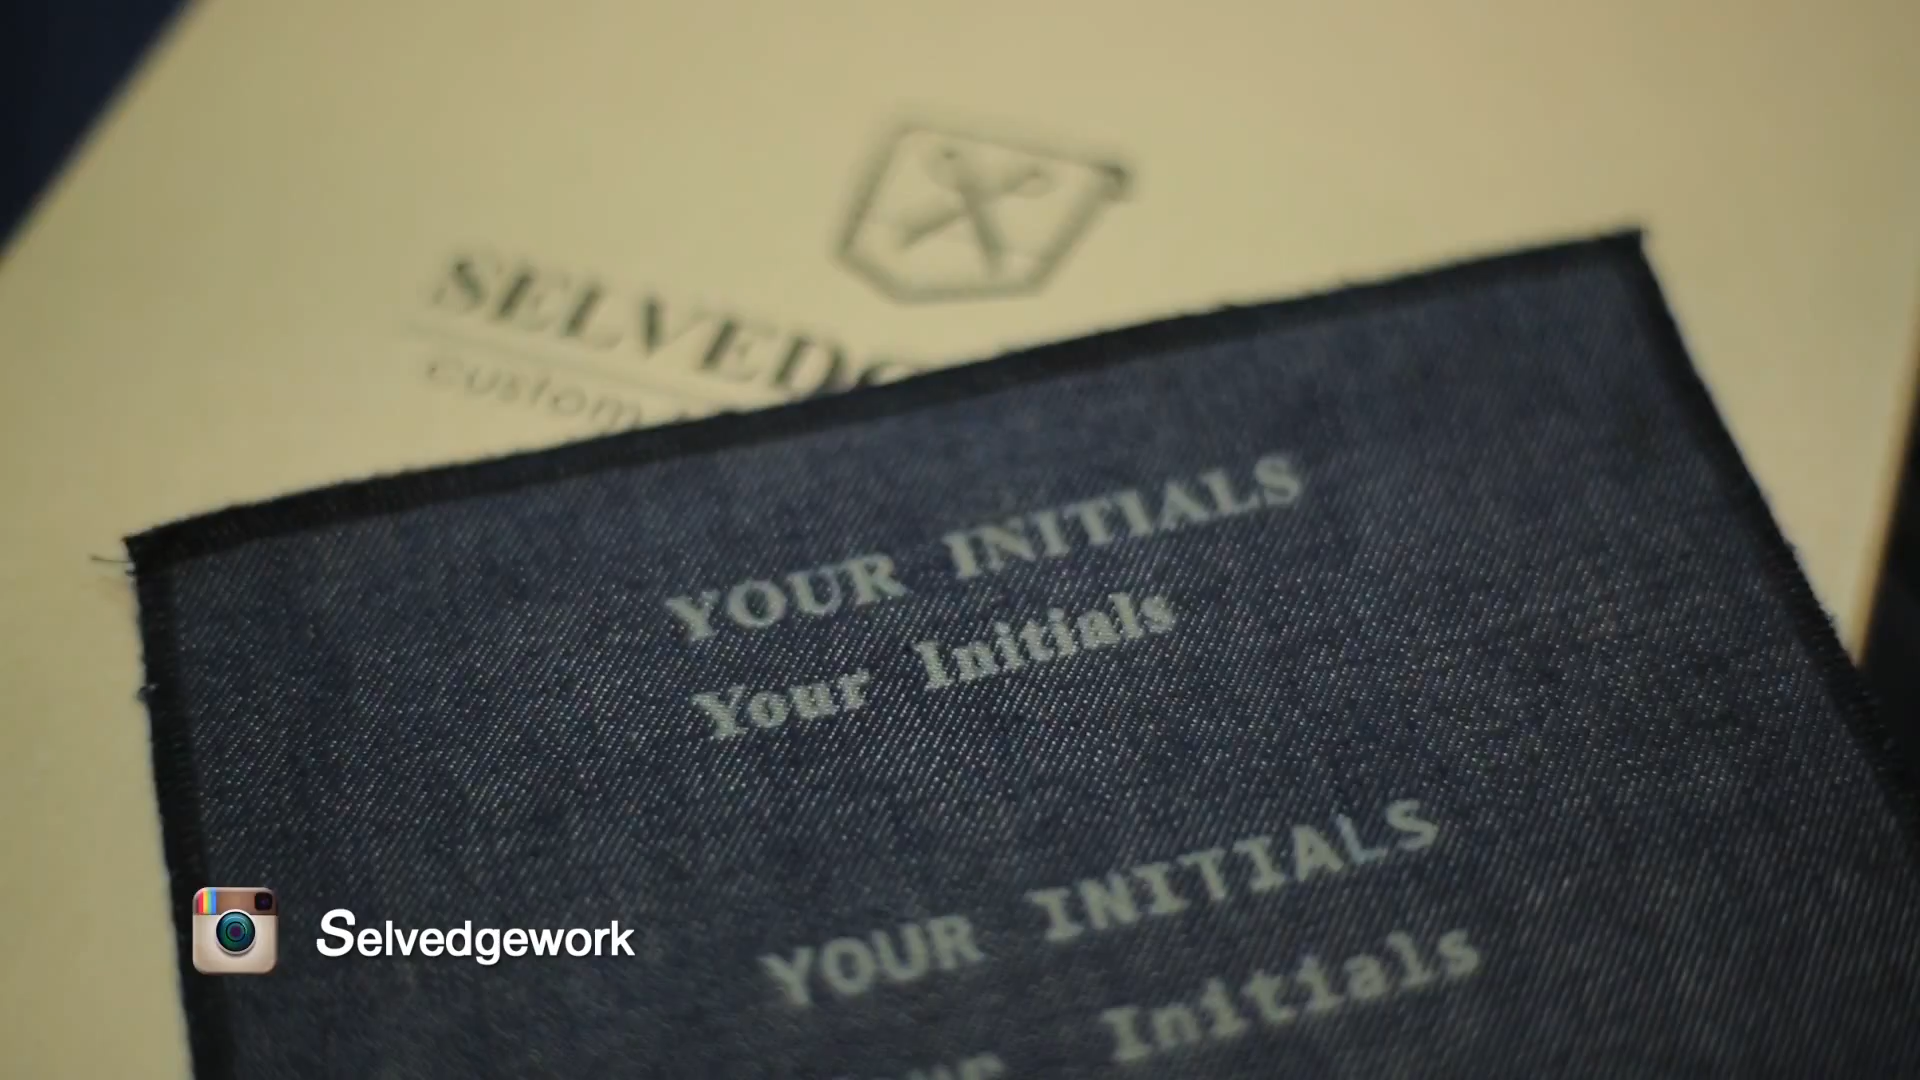 SELVEDG
custom
YOUR INITIALS
Your Initials
YOUR INITIALS
Initials
Selvedgework